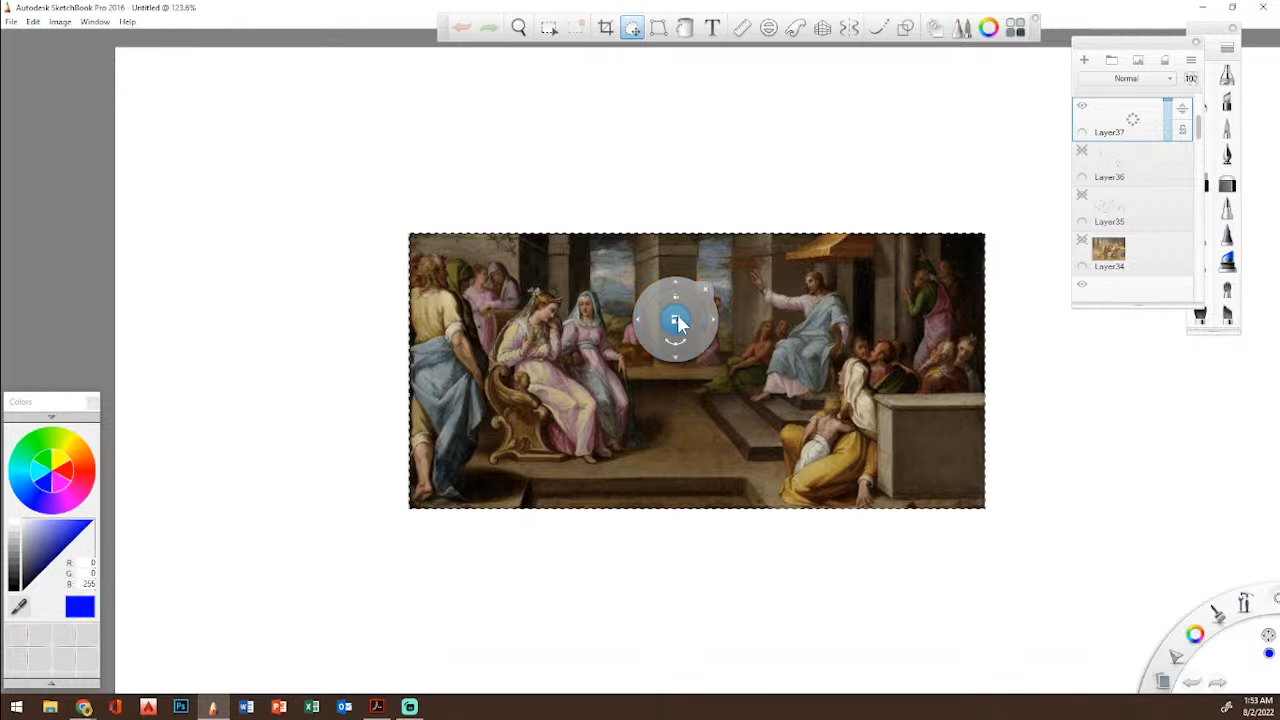 Autodesk SketchBook Pro 2016 - Untitled @ 123.6%
File Edit Image Window Help
T
Normal 100
Layer37
Layer36
Layer35
Layer34
Colors
R: 0
G: 0
B: 255
Ps
1:53 AM
8/2/2022